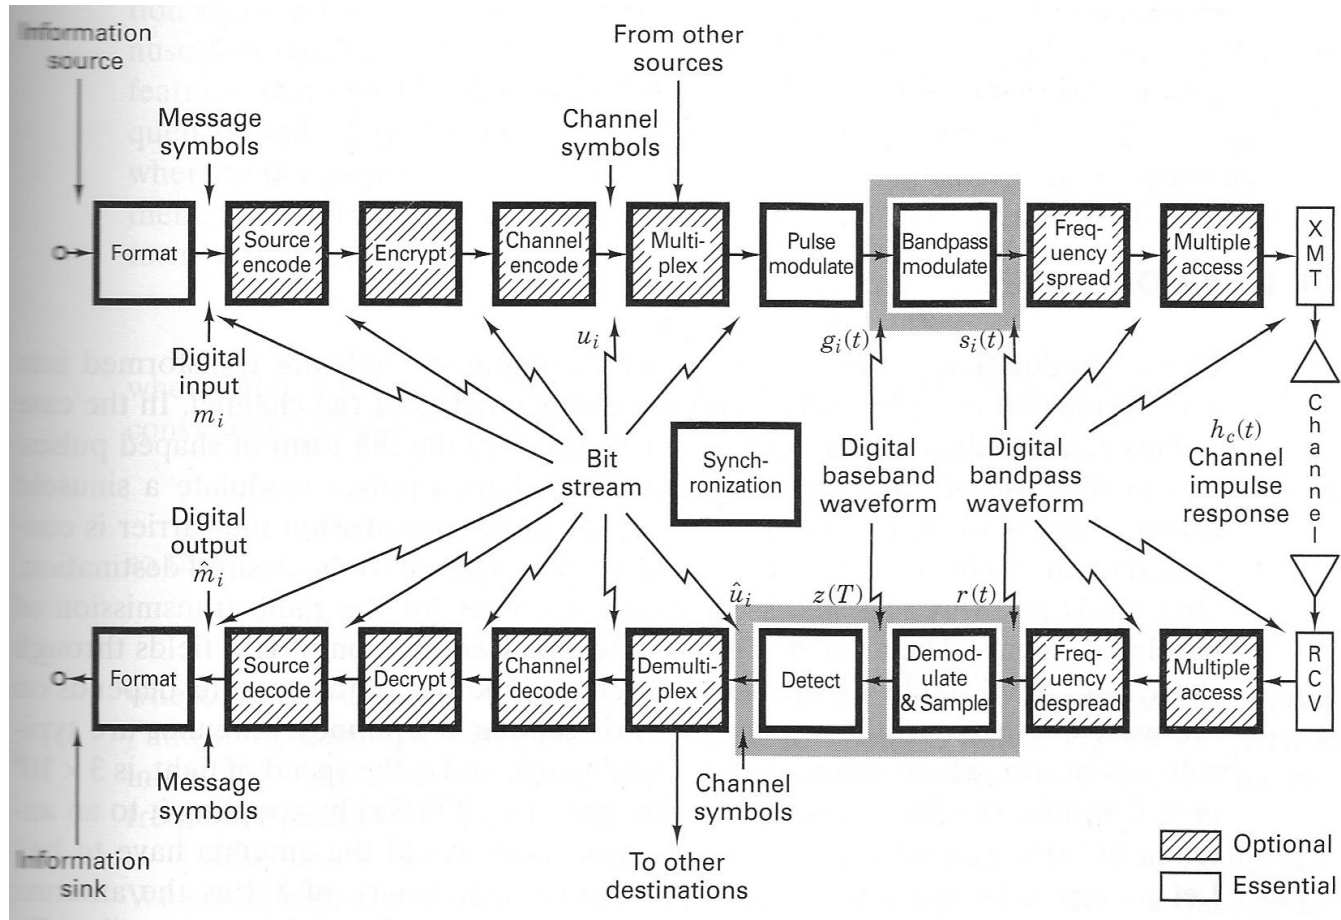 Information
source
From other
sources
Message
symbols
Channel
symbols
Format
Source
encode
Encrypt
Channel
encode
Multi-
plex
Pulse
modulate
Bandpass
modulate
Freq-
uency
spread
Multiple
access
X
M
T
Digital
input
m_i
u_i
g_i(t)
s_i(t)
Bit
stream
Synch-
ronization
Digital
baseband
waveform
Digital
bandpass
waveform
h_c(t)
Channel
impulse
response
C
h
a
n
n
e
l
Digital
output
m̂_i
û_i
z(T)
r(t)
Format
Source
decode
Decrypt
Channel
decode
Demulti-
plex
Detect
Demod-
ulate
& Sample
Freq-
uency
despread
Multiple
access
R
C
V
Message
symbols
Channel
symbols
Information
sink
To other
destinations
Optional
Essential